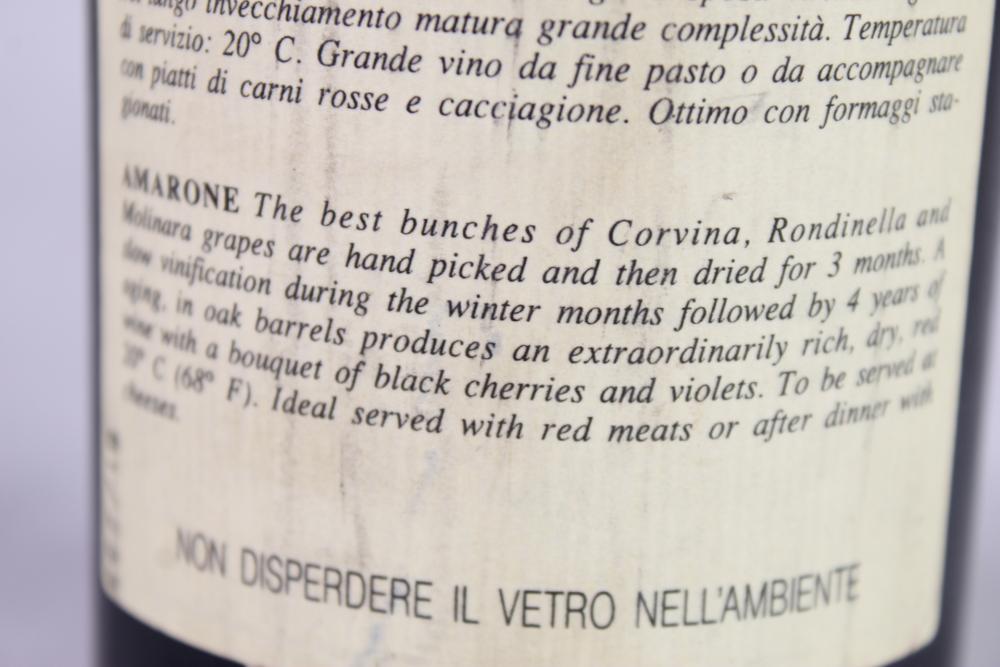 lungo invecchiamento matura grande complessità. Temperatura
di servizio: 20° C. Grande vino da fine pasto o da accompagnare
con piatti di carni rosse e cacciagione. Ottimo con formaggi sta-
gionati.
AMARONE The best bunches of Corvina, Rondinella and
Molinara grapes are hand picked and then dried for 3 months. A
slow vinification during the winter months followed by 4 years of
aging, in oak barrels produces an extraordinarily rich, dry, red
wine with a bouquet of black cherries and violets. To be served at
20° C (68° F). Ideal served with red meats or after dinner with
cheeses.
NON DISPERDERE IL VETRO NELL'AMBIENTE